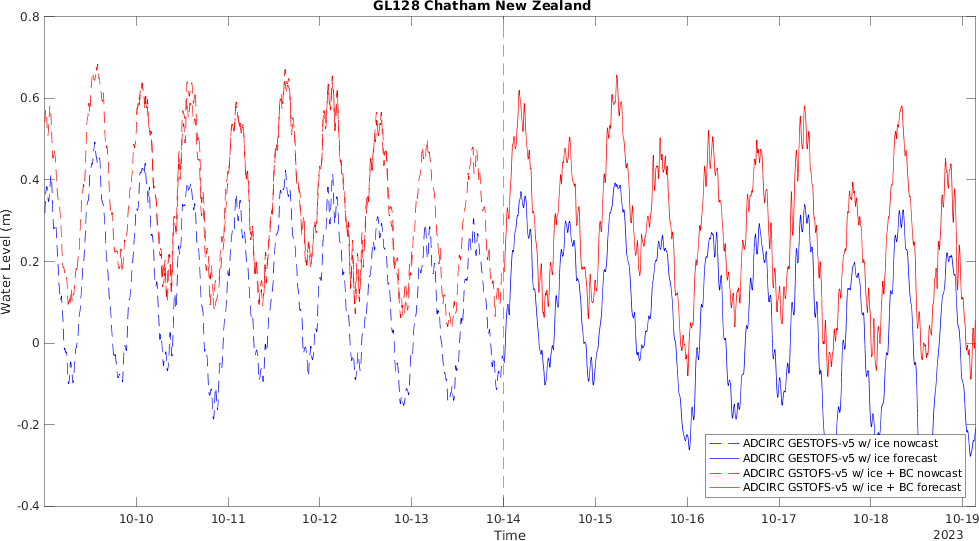 GL128 Chatham New Zealand
0.8
0.6
0.4
0.2
0
-0.2
-0.4
Water Level (m)
10-10 10-11 10-12 10-13 10-14 10-15 10-16 10-17 10-18 10-19
Time
2023
ADCIRC GESTOFS-v5 w/ ice nowcast
ADCIRC GESTOFS-v5 w/ ice forecast
ADCIRC GSTOFS-v5 w/ ice + BC nowcast
ADCIRC GSTOFS-v5 w/ ice + BC forecast